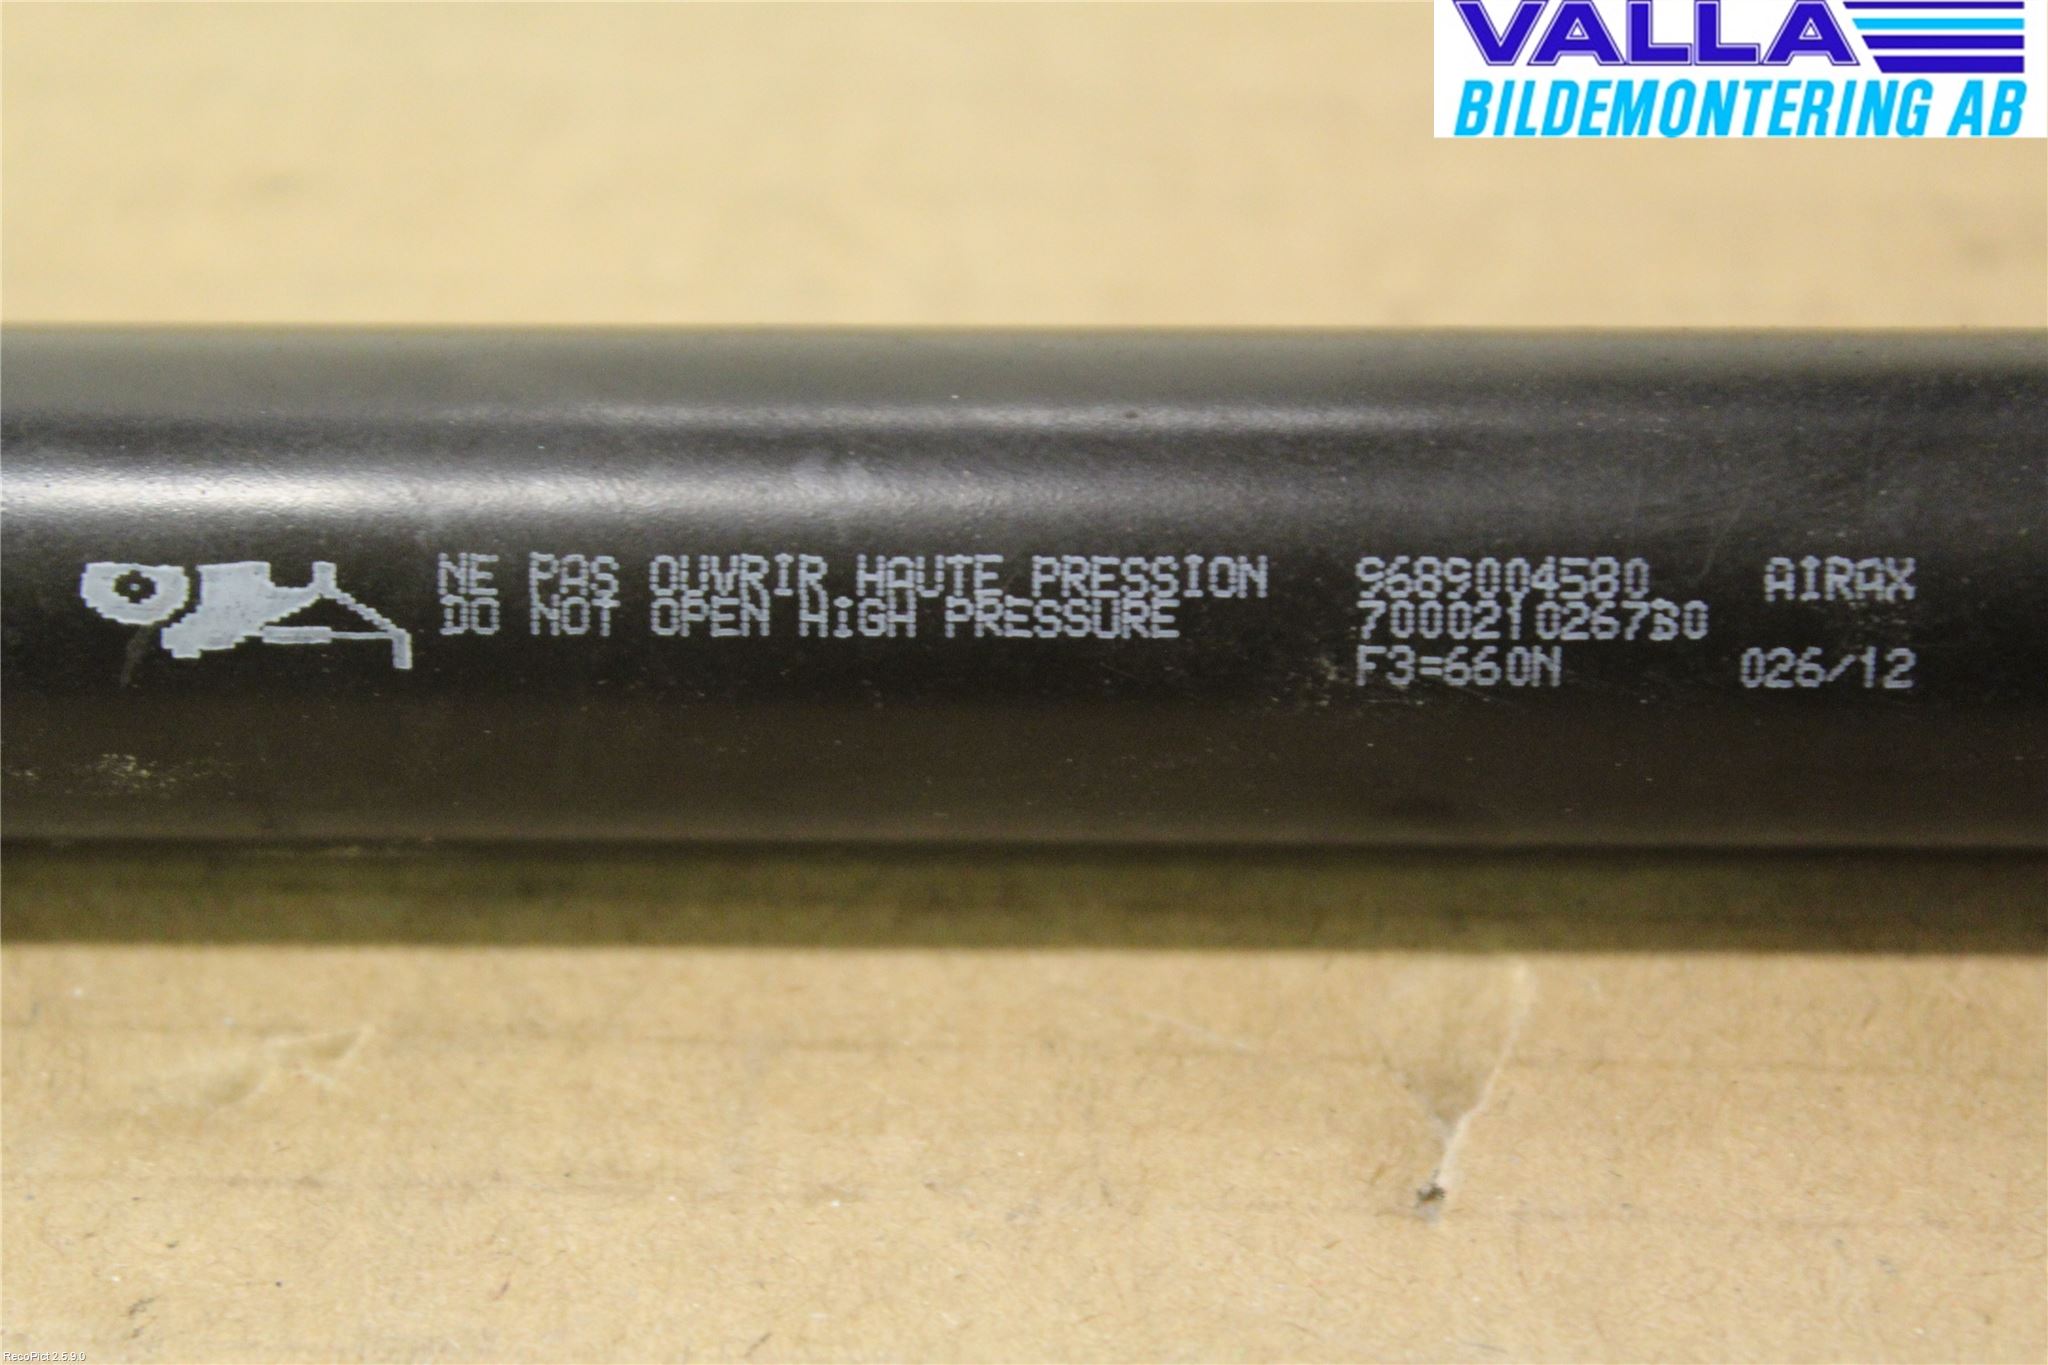 VALLA
BILDEMONTERING AB
NE PAS OUVRIR HAUTE PRESSION 9689004580 AIRAX
DO NOT OPEN HiGH PRESSURE
F3=660N 026/12
RecoPict 2.5.9.0